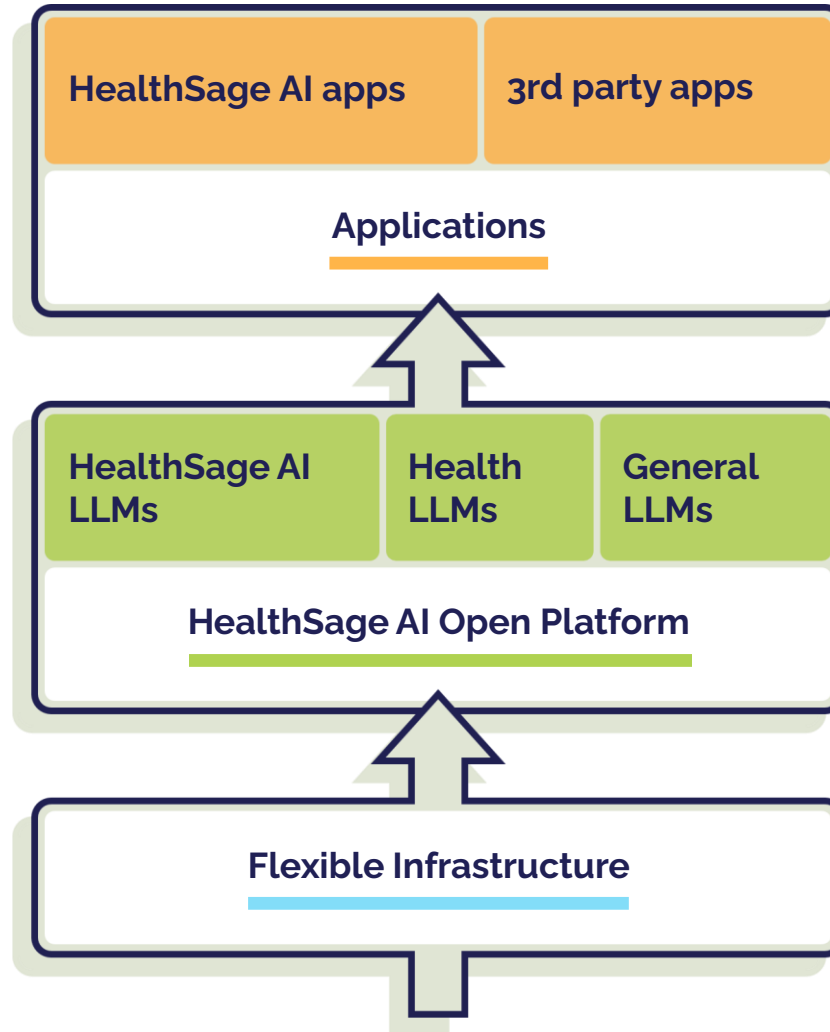 HealthSage AI apps
3rd party apps
Applications
HealthSage AI
LLMs
Health
LLMs
General
LLMs
HealthSage AI Open Platform
Flexible Infrastructure